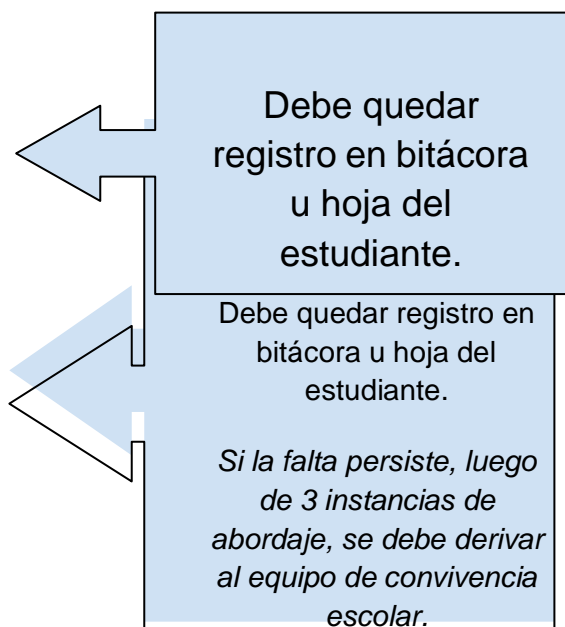 Debe quedar
registro en bitácora
u hoja del
estudiante.
Debe quedar registro en
bitácora u hoja del
estudiante.
Si la falta persiste, luego
de 3 instancias de
abordaje, se debe derivar
al equipo de convivencia
escolar.